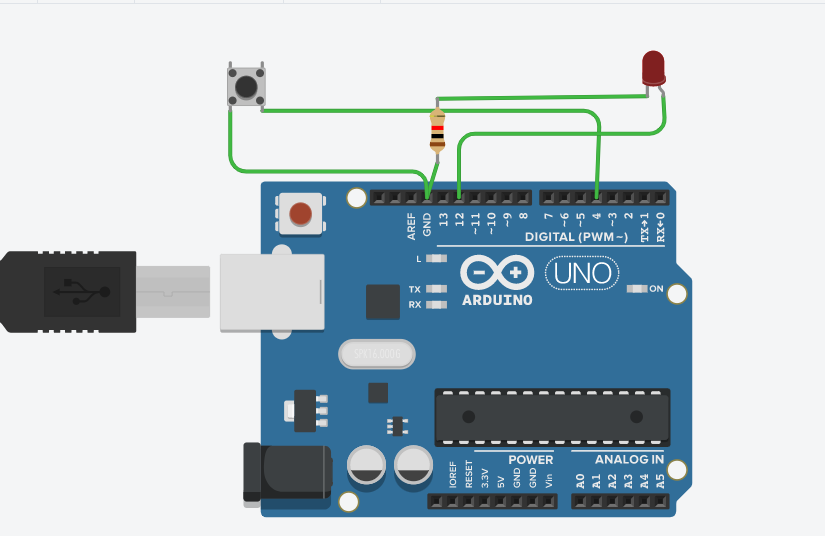 AREF
GND
13
12
~11
~10
~9
8
7
~6
~5
4
~3
2
TX→1
RX←0
DIGITAL (PWM~)
L
TX
RX
ARDUINO
UNO
ON
POWER
ANALOG IN
IOREF
RESET
3.3V
5V
GND
GND
Vin
A0
A1
A2
A3
A4
A5